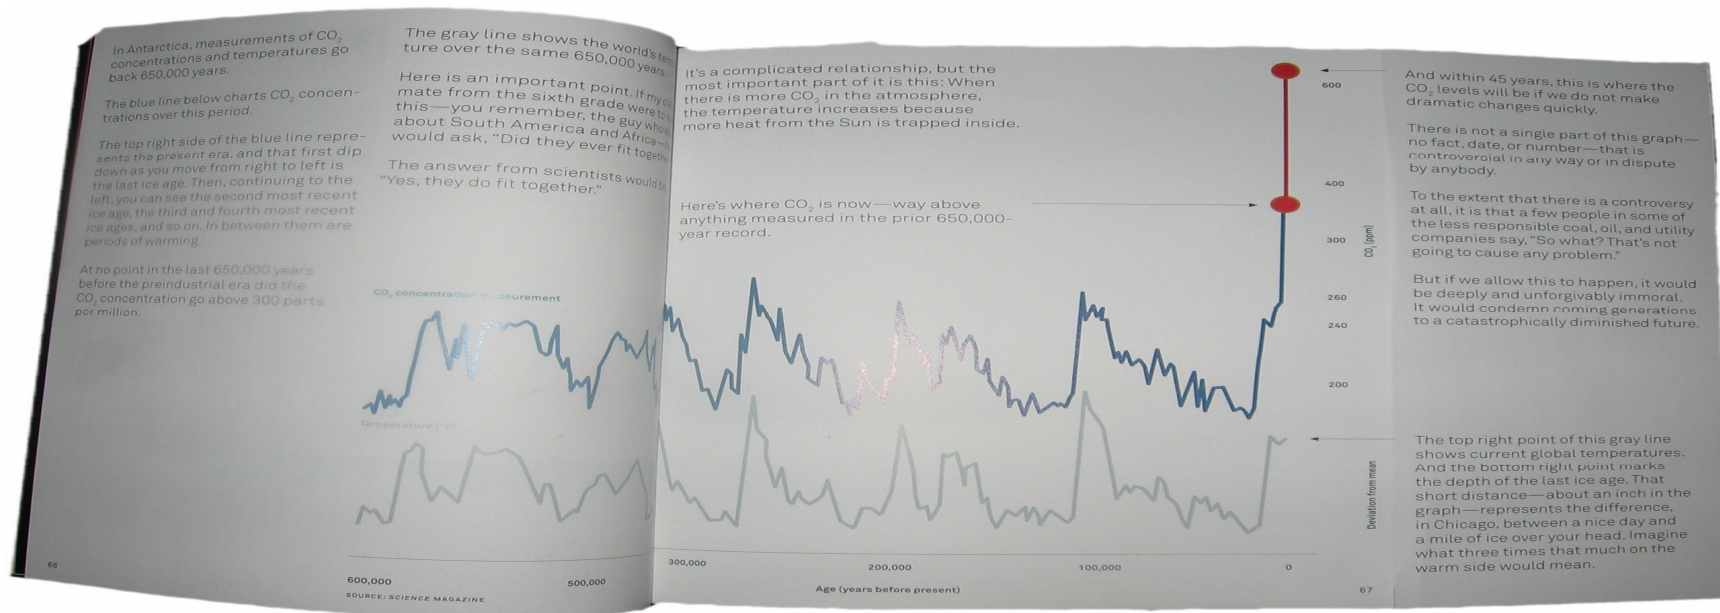 In Antarctica, measurements of CO₂
concentrations and temperatures go
back 650,000 years.
The blue line below charts CO₂ concen-
trations over this period.
The top right side of the blue line repre-
sents the present era, and that first dip
down as you move from right to left is
the last ice age. Then, continuing to the
left, you can see the second most recent
ice age, the third and fourth most recent
ice ages, and so on. In between them are
periods of warming.
At no point in the last 650,000 years
before the preindustrial era did the
CO₂ concentration go above 300 parts
per million.
66
The gray line shows the world's
ture over the same 650,000 years.
Here is an important point. If my
mate from the sixth grade were to
this—you remember, the guy who
about South America and Africa—
would ask, "Did they ever fit together
The answer from scientists would be
"Yes, they do fit together."
It's a complicated relationship, but the
most important part of it is this: When
there is more CO₂ in the atmosphere,
the temperature increases because
more heat from the Sun is trapped inside.
Here's where CO₂ is now—way above
anything measured in the prior 650,000-
year record.
CO₂ concentration measurement
Temperature (°F)
600
400
300
260
240
200
CO₂ (ppm)
Deviation from mean
600,000
500,000
300,000
200,000
100,000
0
Age (years before present)
SOURCE: SCIENCE MAGAZINE
67
And within 45 years, this is where the
CO₂ levels will be if we do not make
dramatic changes quickly.
There is not a single part of this graph—
no fact, date, or number—that is
controversial in any way or in dispute
by anybody.
To the extent that there is a controversy
at all, it is that a few people in some of
the less responsible coal, oil, and utility
companies say, "So what? That's not
going to cause any problem."
But if we allow this to happen, it would
be deeply and unforgivably immoral.
It would condemn coming generations
to a catastrophically diminished future.
The top right point of this gray line
shows current global temperatures.
And the bottom right point marks
the depth of the last ice age. That
short distance—about an inch in the
graph—represents the difference,
in Chicago, between a nice day and
a mile of ice over your head. Imagine
what three times that much on the
warm side would mean.